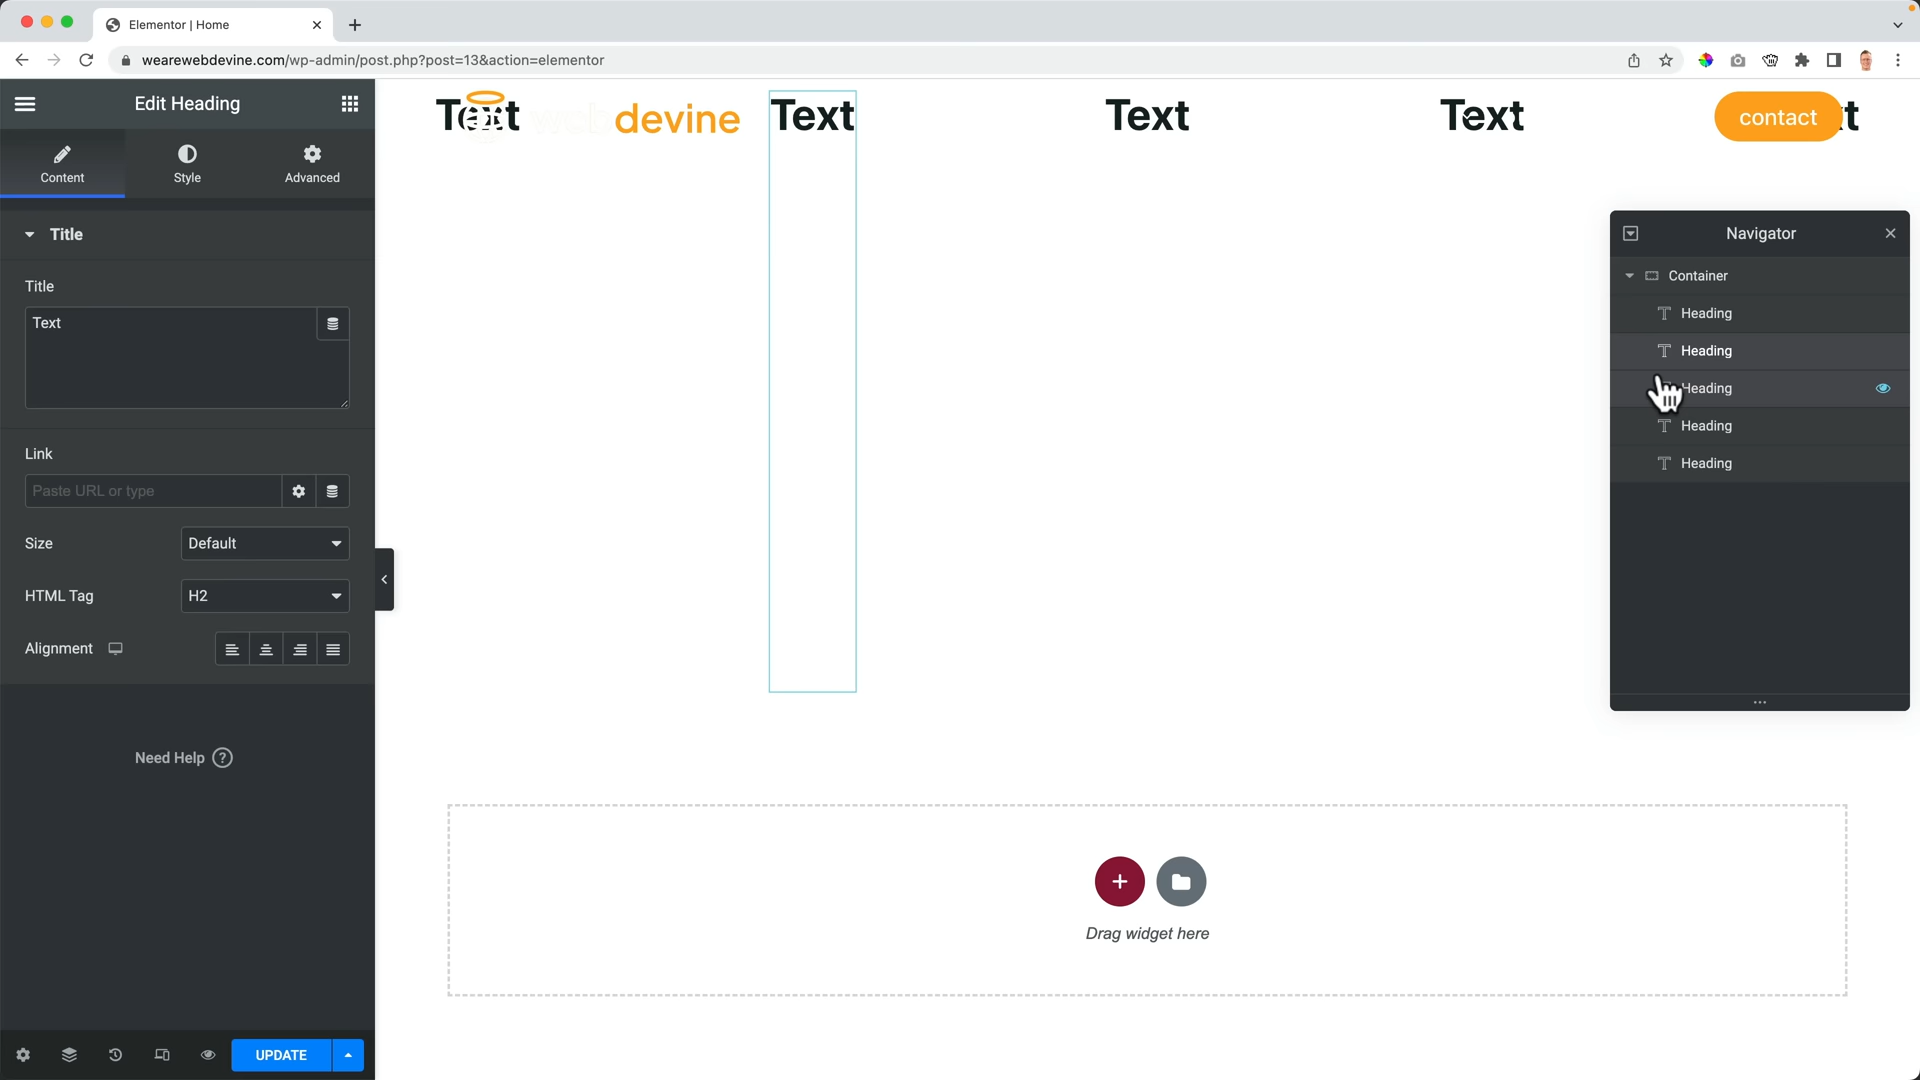 Elementor | Home
wearewebdevine.com/wp-admin/post.php?post=13&action=elementor
Edit Heading
Content
Style
Advanced
Title
Title
Text
Link
Paste URL or type
Size
Default
HTML Tag
H2
Alignment
Need Help
UPDATE
Text
webdevine
Text
Text
Text
contact
Drag widget here
Navigator
Container
Heading
Heading
Heading
Heading
Heading